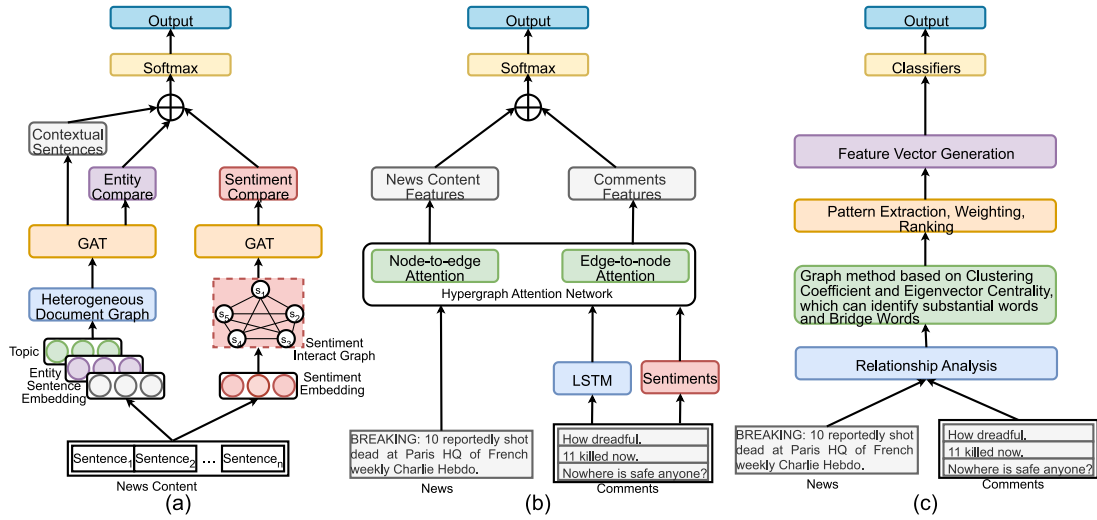 Output
Softmax
Contextual
Sentences
Entity
Compare
Sentiment
Compare
GAT
GAT
Heterogeneous
Document Graph
s1
s5
s2
s4
s3
Sentiment
Interact Graph
Topic
Entity
Sentence
Embedding
Sentiment
Embedding
Sentence1 Sentence2 ... Sentencen
News Content
(a)
Output
Softmax
News Content
Features
Comments
Features
Node-to-edge
Attention
Edge-to-node
Attention
Hypergraph Attention Network
LSTM
Sentiments
BREAKING: 10 reportedly shot
dead at Paris HQ of French
weekly Charlie Hebdo.
News
How dreadful.
11 killed now.
Nowhere is safe anyone?
Comments
(b)
Output
Classifiers
Feature Vector Generation
Pattern Extraction, Weighting,
Ranking
Graph method based on Clustering
Coefficient and Eigenvector Centrality,
which can identify substantial words
and Bridge Words
Relationship Analysis
BREAKING: 10 reportedly shot
dead at Paris HQ of French
weekly Charlie Hebdo.
News
How dreadful.
11 killed now.
Nowhere is safe anyone?
Comments
(c)